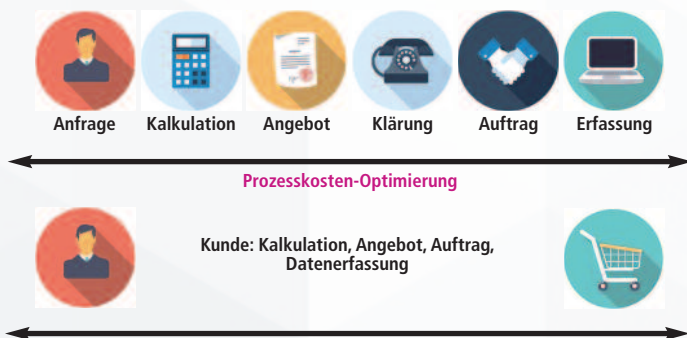 Anfrage Kalkulation Angebot Klärung Auftrag Erfassung
Prozesskosten-Optimierung
Kunde: Kalkulation, Angebot, Auftrag,
Datenerfassung